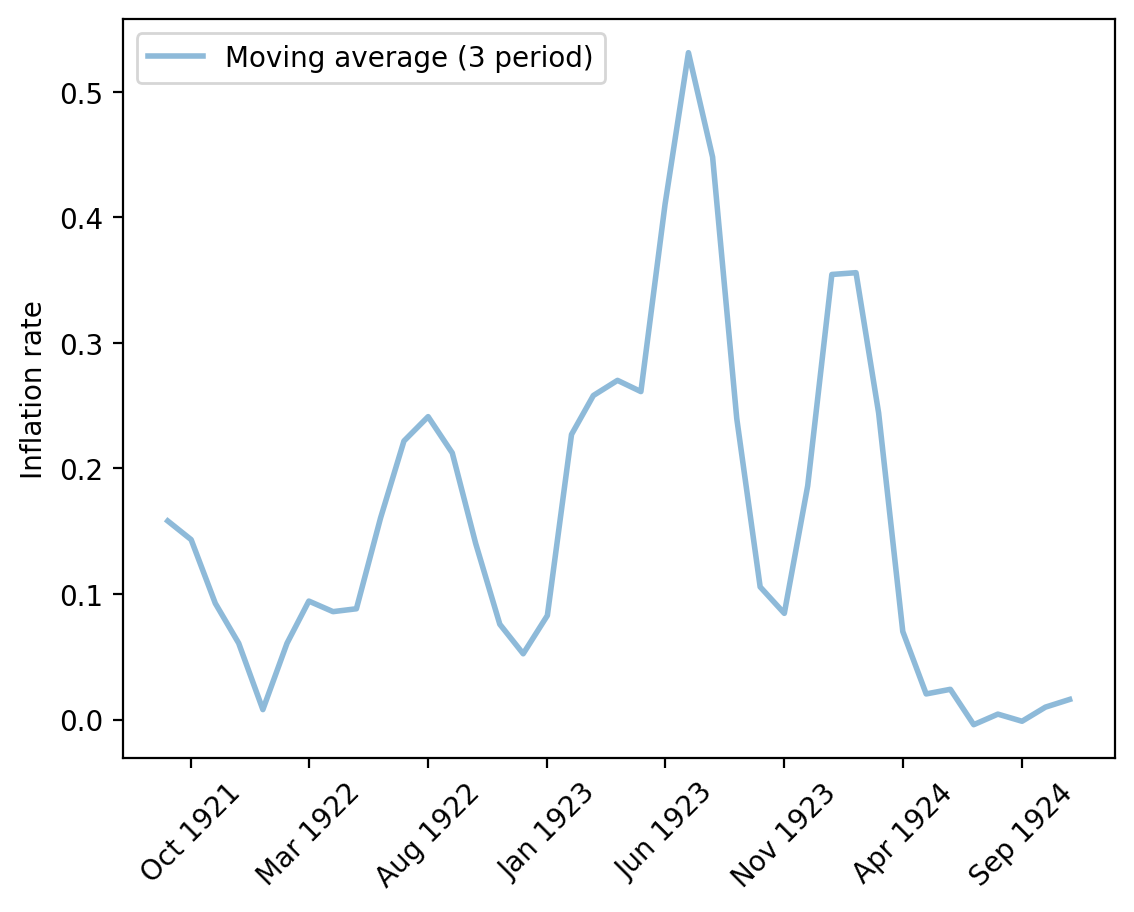 Moving average (3 period)
Inflation rate
0.5
0.4
0.3
0.2
0.1
0.0
Oct 1921
Mar 1922
Aug 1922
Jan 1923
Jun 1923
Nov 1923
Apr 1924
Sep 1924